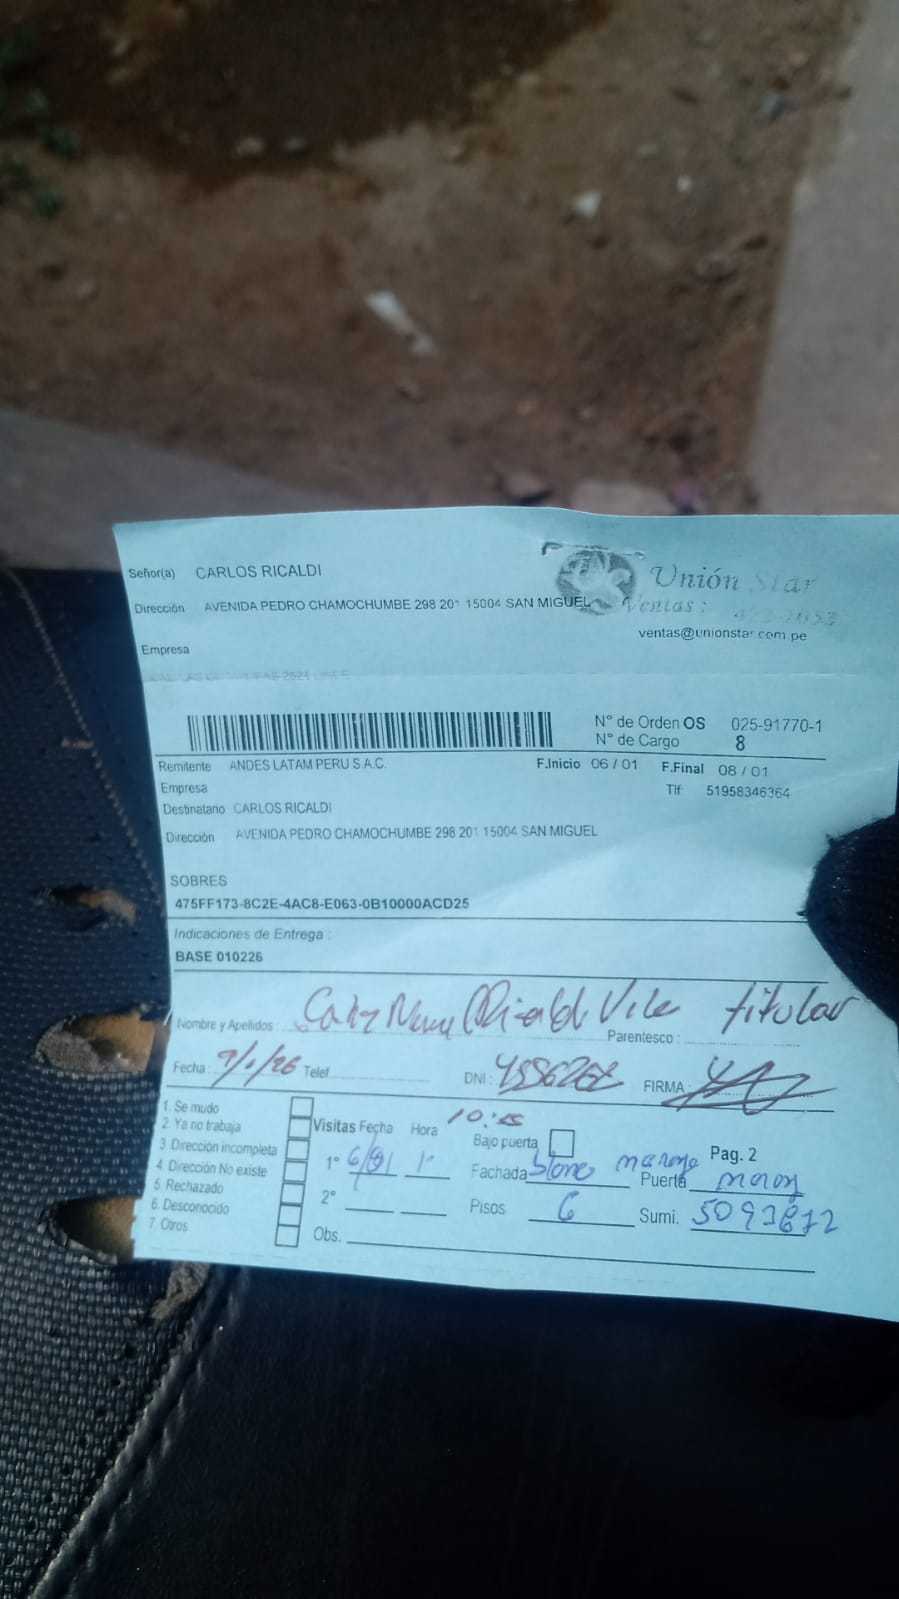 Señor(a) CARLOS RICALDI
Unión Star
Dirección AVENIDA PEDRO CHAMOCHUMBE 298 201 15004 SAN MIGUEL
Ventas :
ventas@unionstar.com.pe
Empresa
N° de Orden OS 025-91770-1
N° de Cargo 8
Remitente ANDES LATAM PERU S.A.C. F.Inicio 06 / 01 F.Final 08 / 01
Empresa Tlf 51958346364
Destinatario CARLOS RICALDI
Dirección AVENIDA PEDRO CHAMOCHUMBE 298 201 15004 SAN MIGUEL
SOBRES
475FF173-8C2E-4AC8-E063-0B10000ACD25
Indicaciones de Entrega :
BASE 010226
Nombre y Apellidos : Parentesco : titular
Fecha : Telef DNI : FIRMA :
1. Se mudo
2. Ya no trabaja Visitas Fecha Hora Bajo puerta Pag. 2
3. Dirección incompleta 1° Fachada Puerta
4. Dirección No existe
5. Rechazado 2° Pisos 6 Sumi.
6. Desconocido
7. Otros Obs.